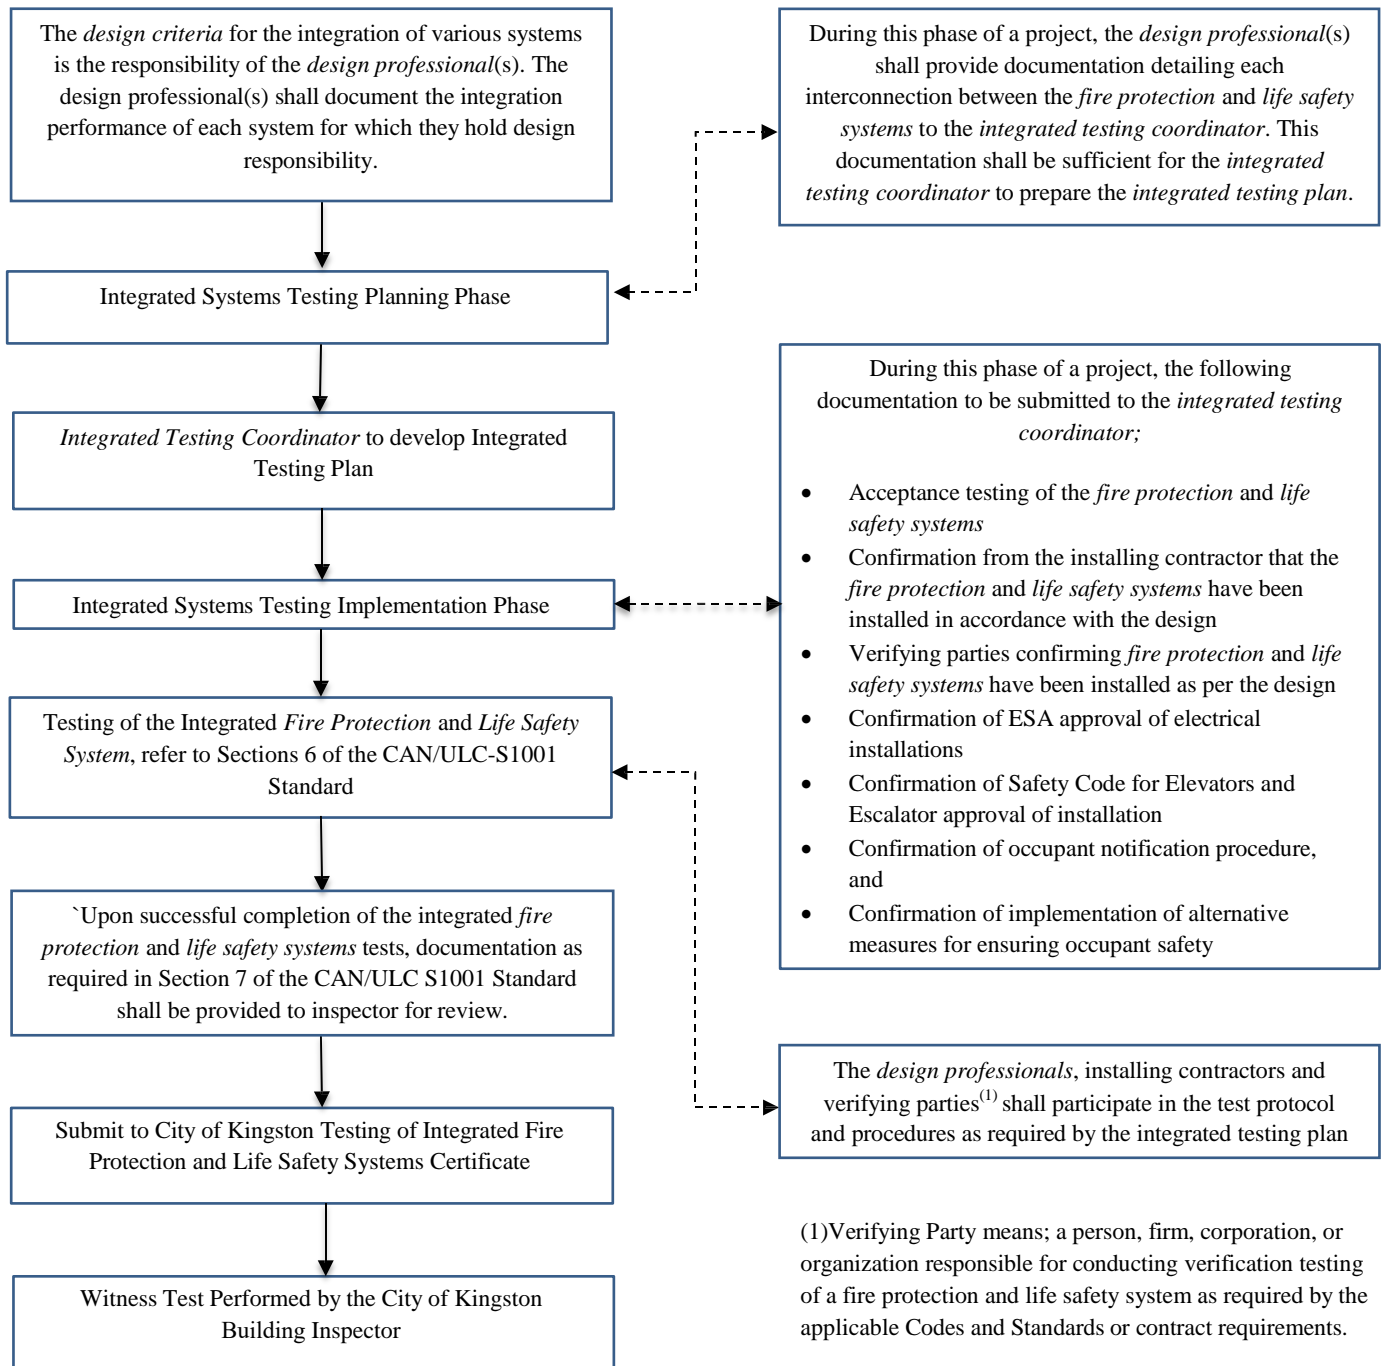 The design criteria for the integration of various systems
is the responsibility of the design professional(s). The
design professional(s) shall document the integration
performance of each system for which they hold design
responsibility.
During this phase of a project, the design professional(s)
shall provide documentation detailing each
interconnection between the fire protection and life safety
systems to the integrated testing coordinator. This
documentation shall be sufficient for the integrated
testing coordinator to prepare the integrated testing plan.
Integrated Systems Testing Planning Phase
Integrated Testing Coordinator to develop Integrated
Testing Plan
Integrated Systems Testing Implementation Phase
During this phase of a project, the following
documentation to be submitted to the integrated testing
coordinator;
• Acceptance testing of the fire protection and life
safety systems
• Confirmation from the installing contractor that the
fire protection and life safety systems have been
installed in accordance with the design
• Verifying parties confirming fire protection and life
safety systems have been installed as per the design
• Confirmation of ESA approval of electrical
installations
• Confirmation of Safety Code for Elevators and
Escalator approval of installation
• Confirmation of occupant notification procedure,
and
• Confirmation of implementation of alternative
measures for ensuring occupant safety
Testing of the Integrated Fire Protection and Life Safety
System, refer to Sections 6 of the CAN/ULC-S1001
Standard
`Upon successful completion of the integrated fire
protection and life safety systems tests, documentation as
required in Section 7 of the CAN/ULC S1001 Standard
shall be provided to inspector for review.
The design professionals, installing contractors and
verifying parties(1) shall participate in the test protocol
and procedures as required by the integrated testing plan
Submit to City of Kingston Testing of Integrated Fire
Protection and Life Safety Systems Certificate
Witness Test Performed by the City of Kingston
Building Inspector
(1)Verifying Party means; a person, firm, corporation, or
organization responsible for conducting verification testing
of a fire protection and life safety system as required by the
applicable Codes and Standards or contract requirements.